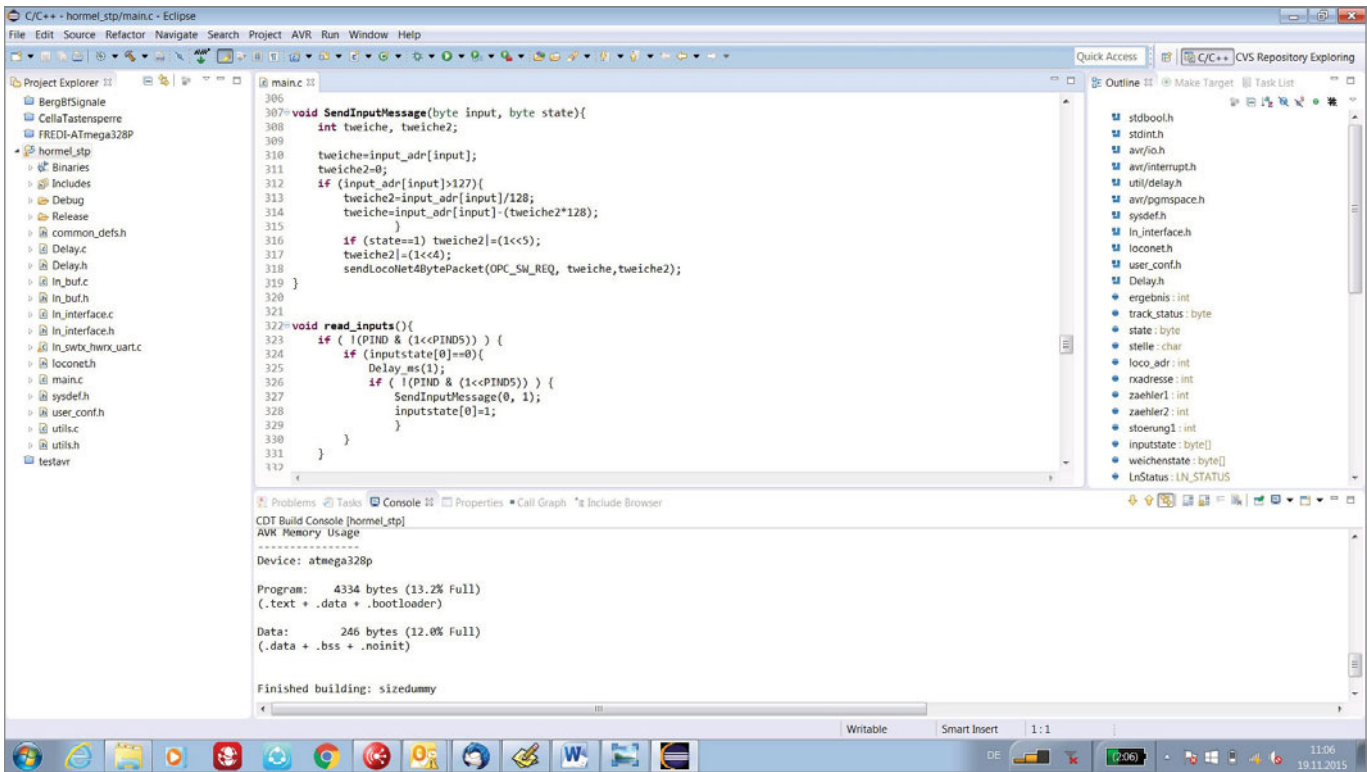 C/C++ - hormel_stp/main.c - Eclipse
File Edit Source Refactor Navigate Search Project AVR Run Window Help
Quick Access C/C++ CVS Repository Exploring
Project Explorer
BergBfSignale
CellaTastensperre
FREDI-ATmega328P
hormel_stp
Binaries
Includes
Debug
Release
common_defs.h
Delay.c
Delay.h
ln_buf.c
ln_buf.h
ln_interface.c
ln_interface.h
ln_swtx_hwrx_uart.c
loconet.h
main.c
sysdef.h
user_conf.h
utils.c
utils.h
testavr
main.c
306
307 void SendInputMessage(byte input, byte state){
308 int tweiche, tweiche2;
309
310 tweiche=input_adr[input];
311 tweiche2=0;
312 if (input_adr[input]>127){
313 tweiche2=input_adr[input]/128;
314 tweiche=input_adr[input]-(tweiche2*128);
315 }
316 if (state==1) tweiche2|=(1<<5);
317 tweiche2|=(1<<4);
318 sendLocoNet4BytePacket(OPC_SW_REQ, tweiche,tweiche2);
319 }
320
321
322 void read_inputs(){
323 if ( !(PIND & (1<<PIND5)) ) {
324 if (inputstate[0]==0){
325 Delay_ms(1);
326 if ( !(PIND & (1<<PIND5)) ) {
327 SendInputMessage(0, 1);
328 inputstate[0]=1;
329 }
330 }
331 }
332
Outline Make Target Task List
stdbool.h
stdint.h
avr/io.h
avr/interrupt.h
util/delay.h
avr/pgmspace.h
sysdef.h
ln_interface.h
loconet.h
user_conf.h
Delay.h
ergebnis : int
track_status : byte
state : byte
stelle : char
loco_adr : int
rxadresse : int
zaehler1 : int
zaehler2 : int
stoerung1 : int
inputstate : byte[]
weichenstate : byte[]
LnStatus : LN_STATUS
Problems Tasks Console Properties Call Graph Include Browser
CDT Build Console [hormel_stp]
AVR Memory Usage
----------------
Device: atmega328p
Program: 4334 bytes (13.2% Full)
(.text + .data + .bootloader)
Data: 246 bytes (12.0% Full)
(.data + .bss + .noinit)
Finished building: sizedummy
Writable Smart Insert 1:1
DE (2:06) 11:06
19.11.2015